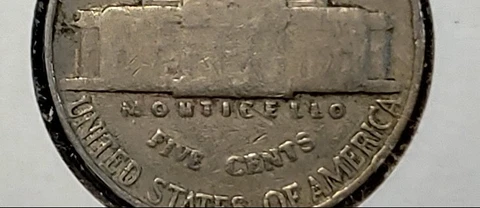 MONTICELLO
FIVE CENTS
UNITED STATES OF AMERICA